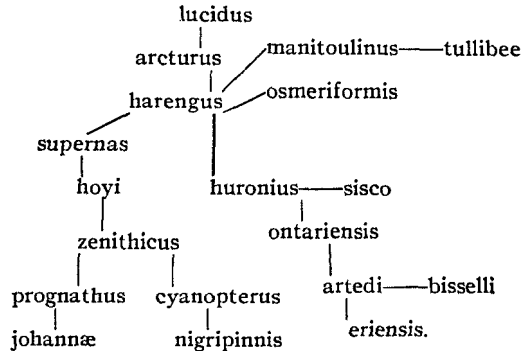 lucidus
arcturus
manitoulinus tullibee
harengus
osmeriformis
supernas
hoyi
huronius sisco
zenithicus
ontariensis
prognathus cyanopterus
artedi bisselli
johannæ nigripinnis
eriensis.